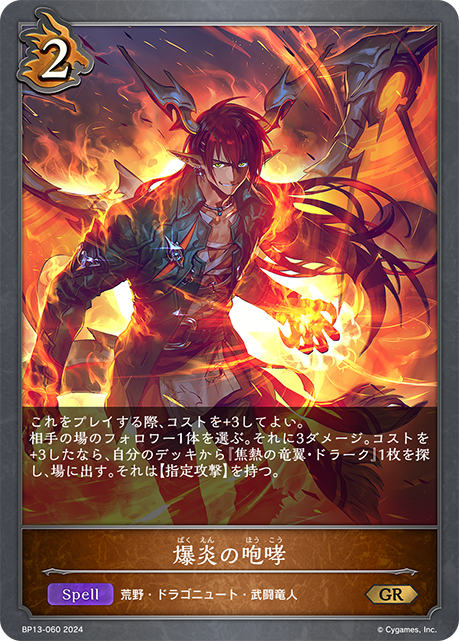 2
これをプレイする際、コストを+3してよい。
相手の場のフォロワー1体を選ぶ。それに3ダメージ。コストを
+3したなら、自分のデッキから『焦熱の竜翼・ドラーク』1枚を探
し、場に出す。それは【指定攻撃】を持つ。
ばくえん ほうこう
爆炎の咆哮
Spell 荒野・ドラゴニュート・武闘竜人 GR
BP13-060 2024 © Cygames, Inc.